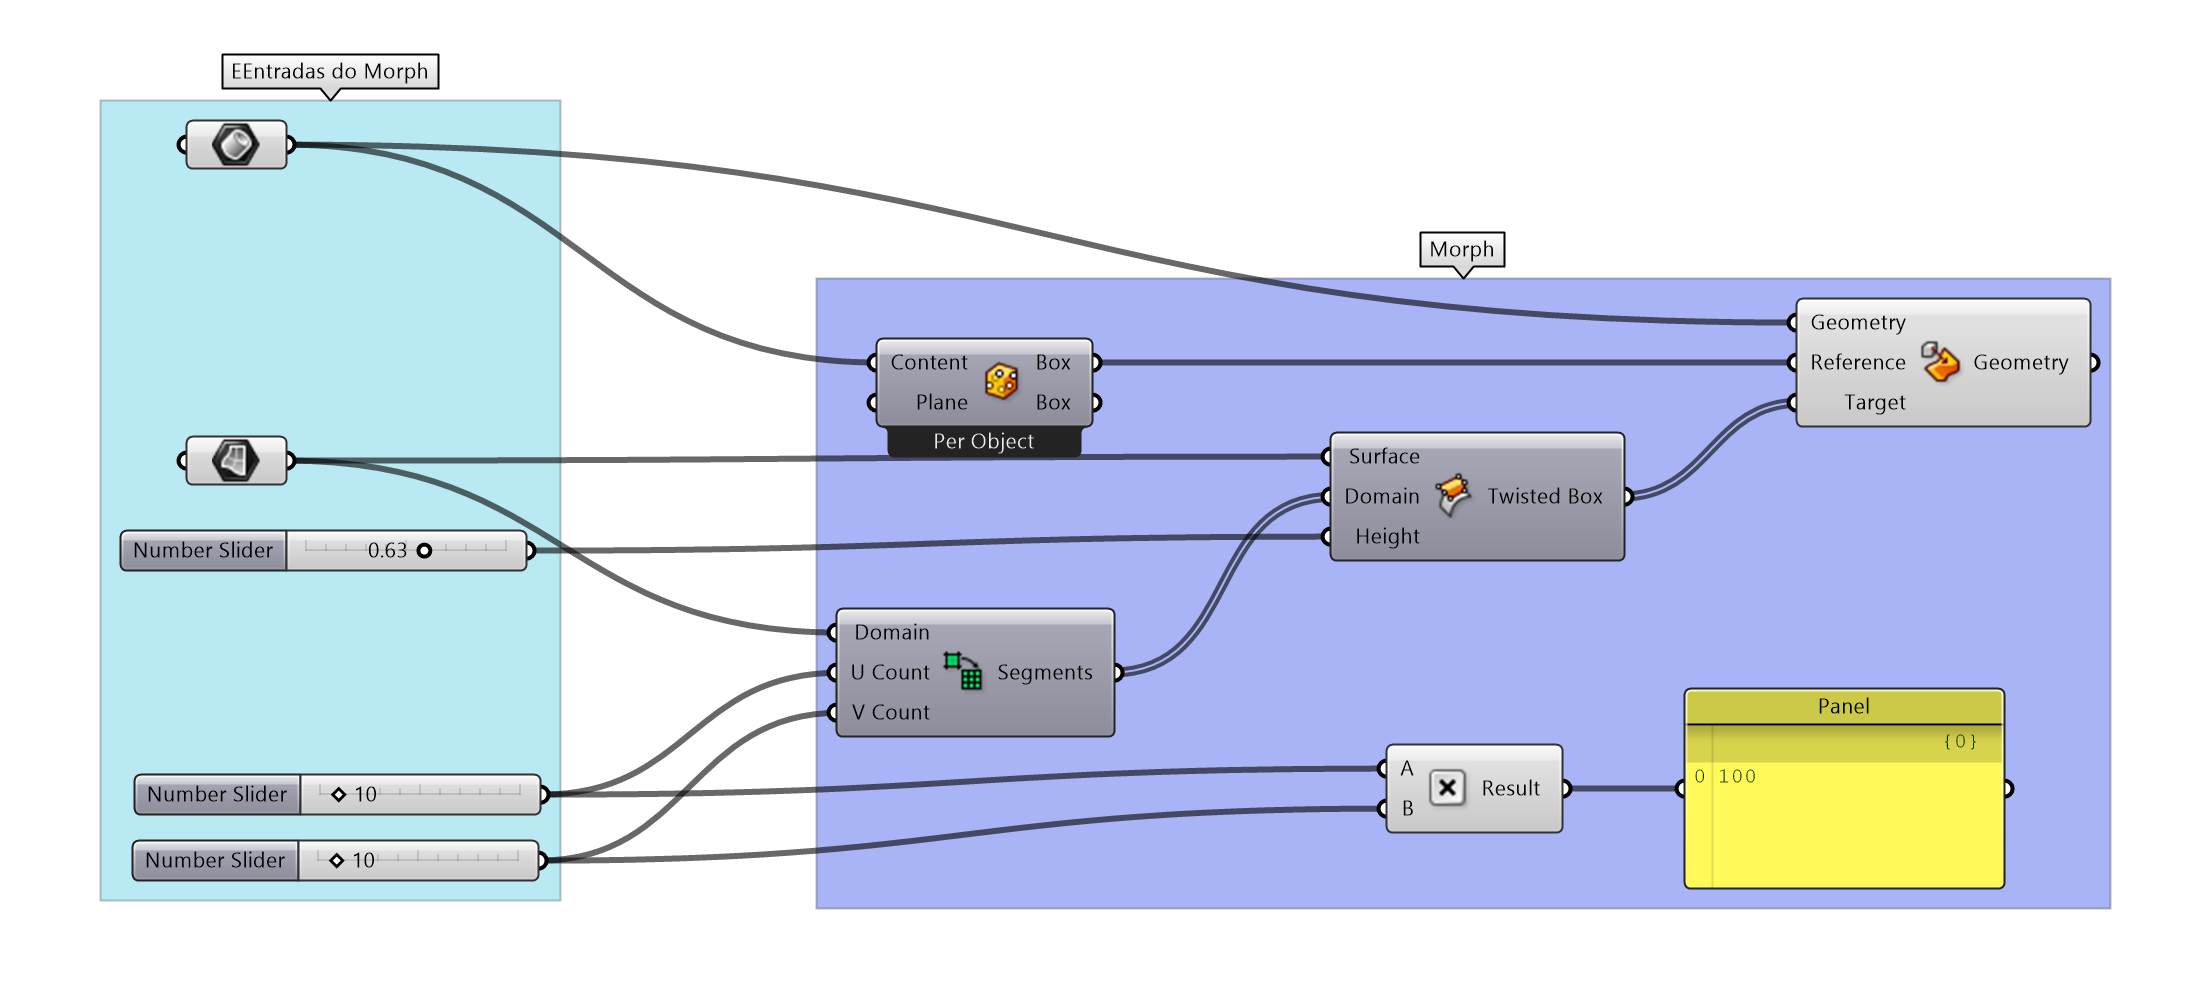 EEntradas do Morph
Morph
Geometry
Reference
Target
Geometry
Content
Plane
Box
Box
Per Object
Surface
Domain
Height
Twisted Box
Number Slider 0.63
Domain
U Count
V Count
Segments
Number Slider 10
Number Slider 10
A
B
Result
Panel
{0}
0 100